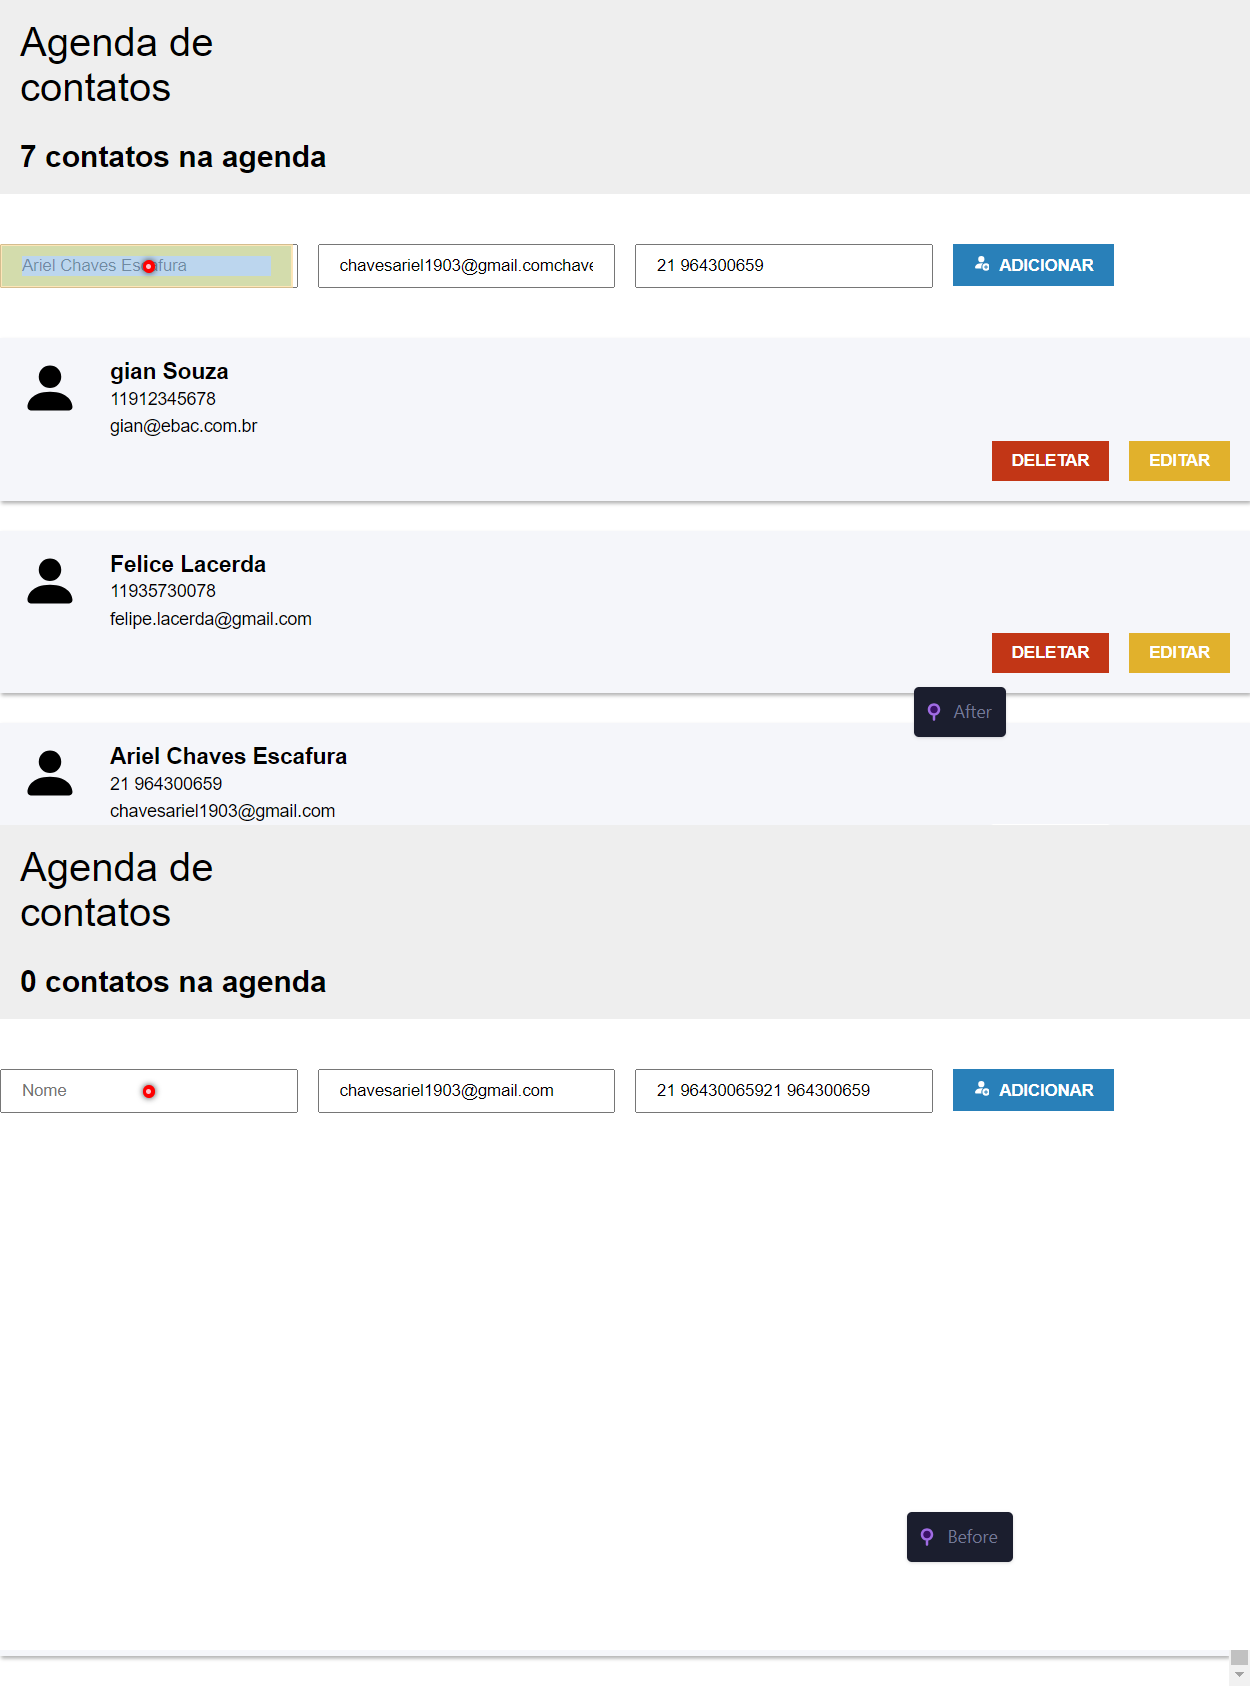 Agenda de
contatos
7 contatos na agenda
Ariel Chaves Escafura
chavesariel1903@gmail.comchave
21 964300659
ADICIONAR
gian Souza
11912345678
gian@ebac.com.br
DELETAR
EDITAR
Felice Lacerda
11935730078
felipe.lacerda@gmail.com
DELETAR
EDITAR
After
Ariel Chaves Escafura
21 964300659
chavesariel1903@gmail.com
Agenda de
contatos
0 contatos na agenda
Nome
chavesariel1903@gmail.com
21 96430065921 964300659
ADICIONAR
Before